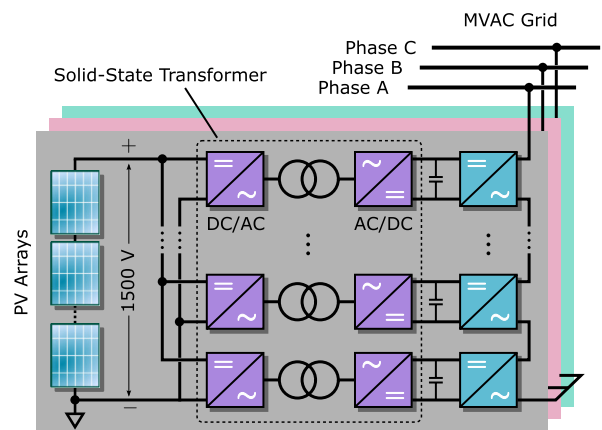 MVAC Grid
Phase C
Phase B
Phase A
Solid-State Transformer
+
DC/AC
AC/DC
PV Arrays
1500 V
−